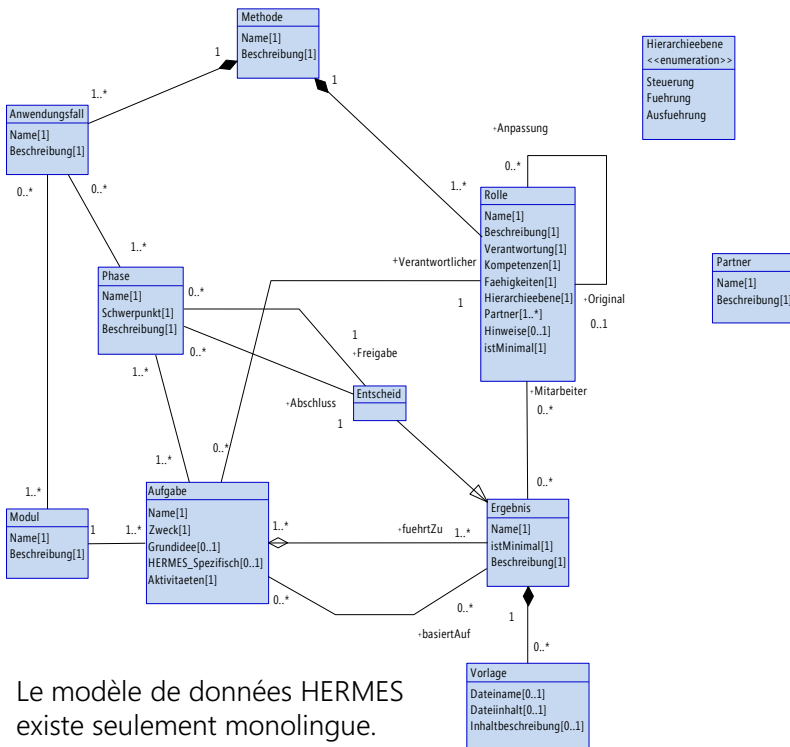 Methode
Name[1]
Beschreibung[1]
1
1
1..*
Hierarchieebene
<<enumeration>>
Steuerung
Fuehrung
Ausfuehrung
Anwendungsfall
Name[1]
Beschreibung[1]
0..*
0..*
+Anpassung
0..*
1..*
Rolle
Name[1]
Beschreibung[1]
Verantwortung[1]
Kompetenzen[1]
Faehigkeiten[1]
Hierarchieebene[1]
Partner[1..*]
Hinweise[0..1]
istMinimal[1]
+Verantwortlicher
1
+Original
0..1
Partner
Name[1]
Beschreibung[1]
1..*
Phase
Name[1]
Schwerpunkt[1]
Beschreibung[1]
0..*
0..*
1..*
1
+Freigabe
Entscheid
+Abschluss
1
+Mitarbeiter
0..*
1..*
0..*
0..*
1..*
Modul
Name[1]
Beschreibung[1]
1
1..*
Aufgabe
Name[1]
Zweck[1]
Grundidee[0..1]
HERMES_Spezifisch[0..1]
Aktivitaeten[1]
1..*
+fuehrtZu
1..*
Ergebnis
Name[1]
istMinimal[1]
Beschreibung[1]
0..*
0..*
+basiertAuf
1
0..*
Vorlage
Dateiname[0..1]
Dateiinhalt[0..1]
Inhaltbeschreibung[0..1]
Le modèle de données HERMES
existe seulement monolingue.